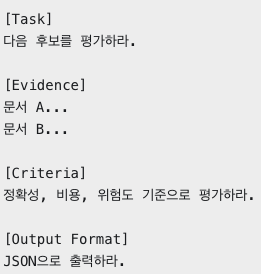 [Task]
다음 후보를 평가하라.
[Evidence]
문서 A...
문서 B...
[Criteria]
정확성, 비용, 위험도 기준으로 평가하라.
[Output Format]
JSON으로 출력하라.